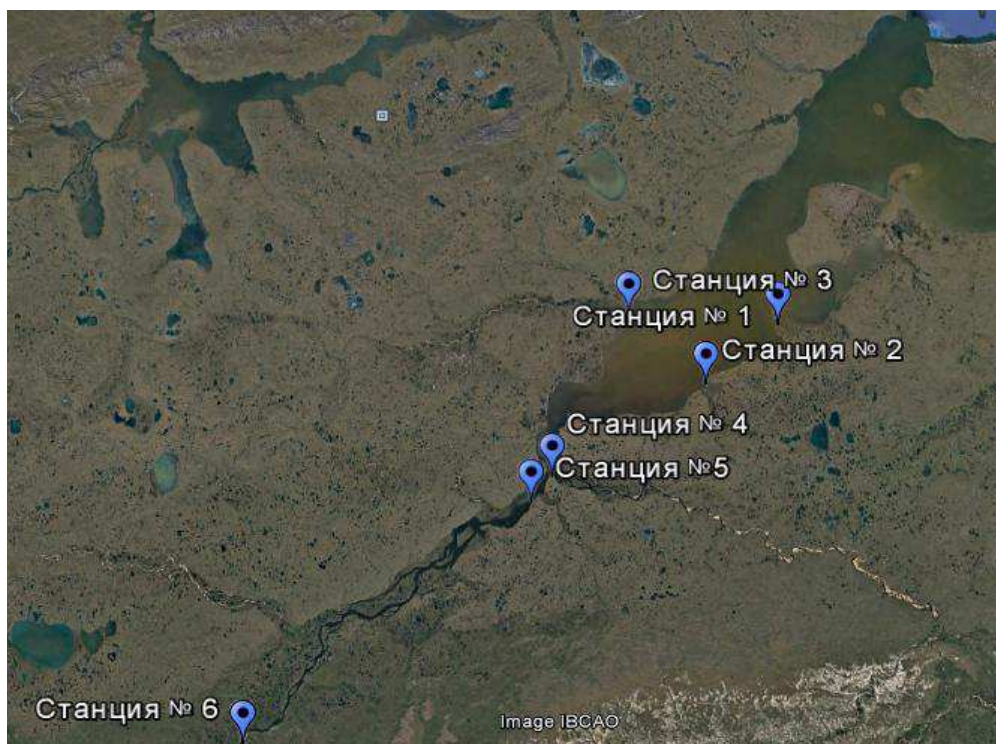 Станция № 3
Станция № 1
Станция № 2
Станция № 4
Станция №5
Станция № 6
Image IBCAO